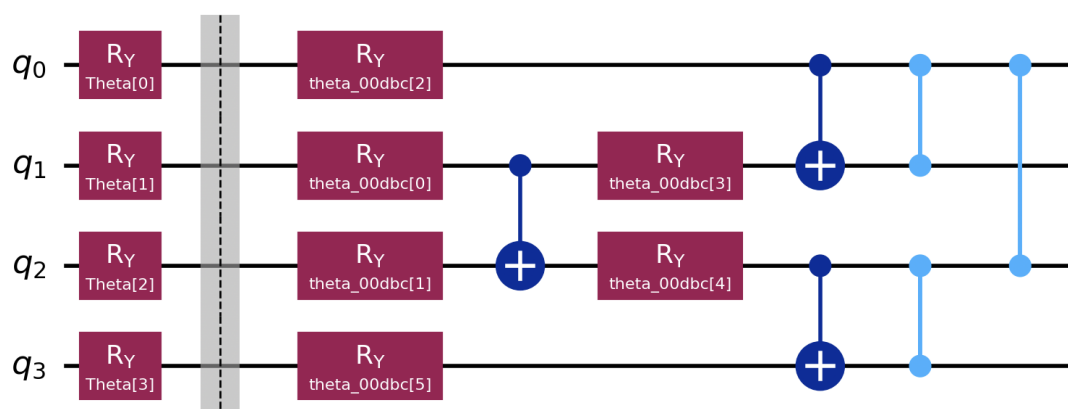 q0 RY RY
Theta[0] theta_00dbc[2]
q1 RY RY RY
Theta[1] theta_00dbc[0] theta_00dbc[3]
q2 RY RY RY
Theta[2] theta_00dbc[1] theta_00dbc[4]
q3 RY RY
Theta[3] theta_00dbc[5]